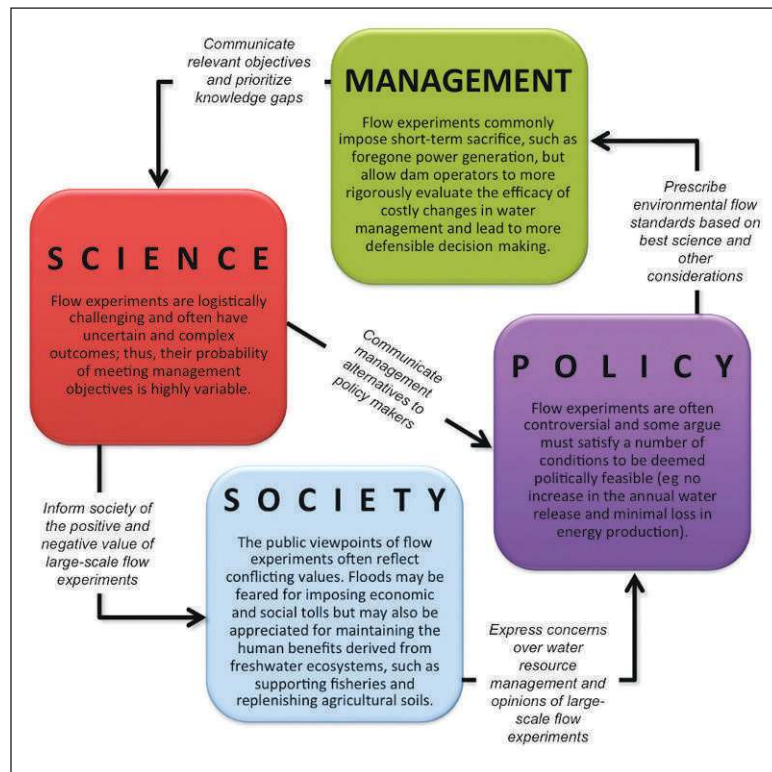 Communicate
relevant objectives
and prioritize
knowledge gaps
MANAGEMENT
Flow experiments commonly
impose short-term sacrifice, such as
foregone power generation, but
allow dam operators to more
rigorously evaluate the efficacy of
costly changes in water
management and lead to more
defensible decision making.
Prescribe
environmental flow
standards based on
best science and
other
considerations
SCIENCE
Flow experiments are logistically
challenging and often have
uncertain and complex
outcomes; thus, their probability
of meeting management
objectives is highly variable.
Communicate
management
alternatives to
policy makers
POLICY
Flow experiments are often
controversial and some argue
must satisfy a number of
conditions to be deemed
politically feasible (eg no
increase in the annual water
release and minimal loss in
energy production).
Inform society of
the positive and
negative value of
large-scale flow
experiments
SOCIETY
The public viewpoints of flow
experiments often reflect
conflicting values. Floods may be
feared for imposing economic
and social tolls but may also be
appreciated for maintaining the
human benefits derived from
freshwater ecosystems, such as
supporting fisheries and
replenishing agricultural soils.
Express concerns
over water
resource
management and
opinions of large-
scale flow
experiments